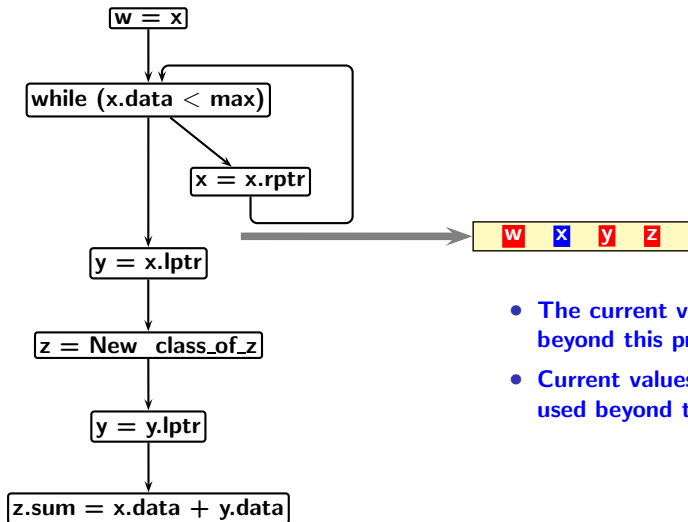 w = x
while (x.data < max)
x = x.rptr
w x y z
y = x.lptr
• The current v
beyond this pr
z = New class_of_z
• Current values
used beyond t
y = y.lptr
z.sum = x.data + y.data